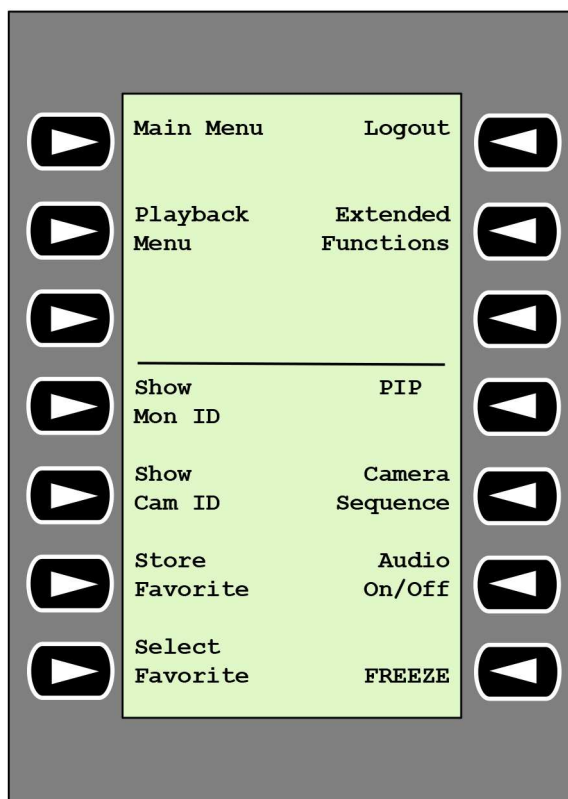 Main Menu Logout
Playback Extended
Menu Functions
Show PIP
Mon ID
Show Camera
Cam ID Sequence
Store Audio
Favorite On/Off
Select
Favorite FREEZE